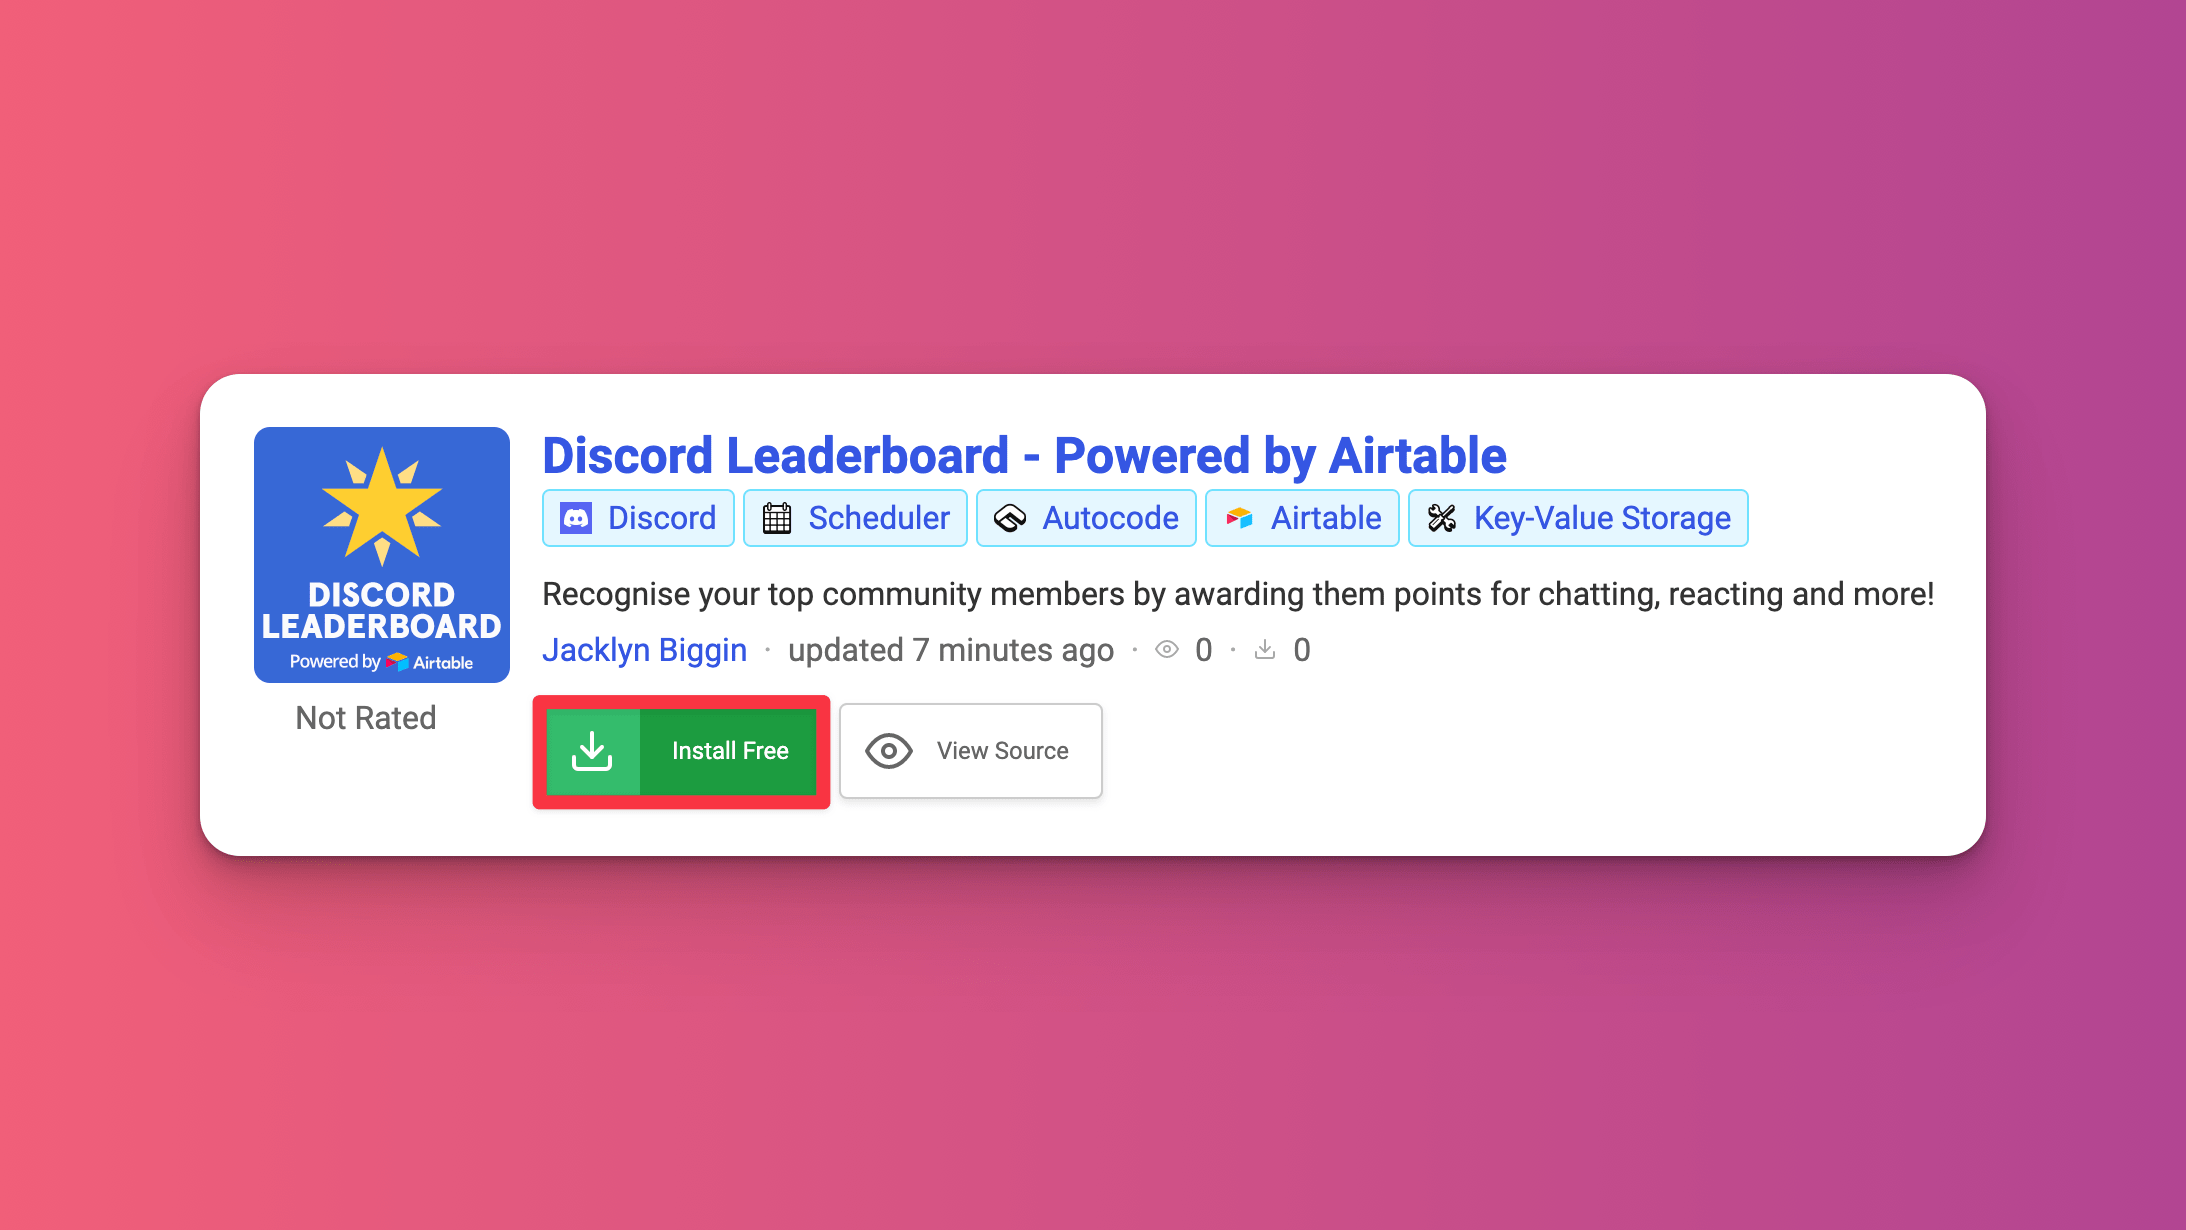 DISCORD
LEADERBOARD
Powered by Airtable
Not Rated
Discord Leaderboard - Powered by Airtable
Discord Scheduler Autocode Airtable Key-Value Storage
Recognise your top community members by awarding them points for chatting, reacting and more!
Jacklyn Biggin · updated 7 minutes ago · 0 · 0
Install Free View Source